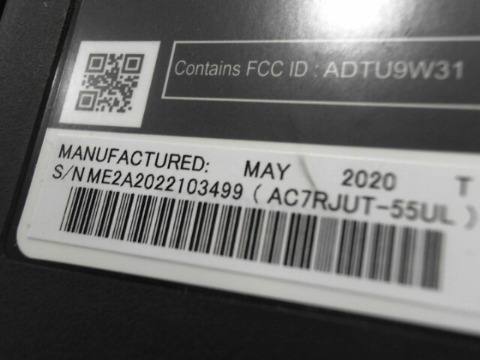 Contains FCC ID : ADTU9W31
MANUFACTURED: MAY 2020 T
S/N ME2A2022103499 ( AC7RJUT-55UL )